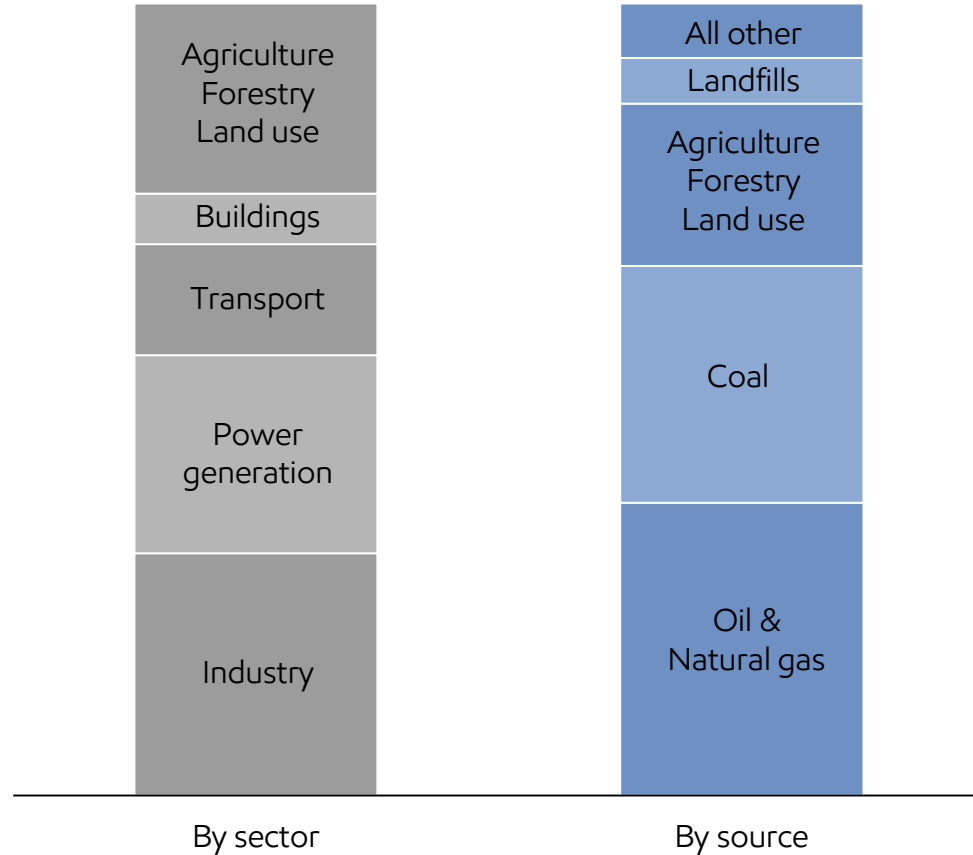 Agriculture
Forestry
Land use
Buildings
Transport
Power
generation
Industry
By sector
All other
Landfills
Agriculture
Forestry
Land use
Coal
Oil &
Natural gas
By source